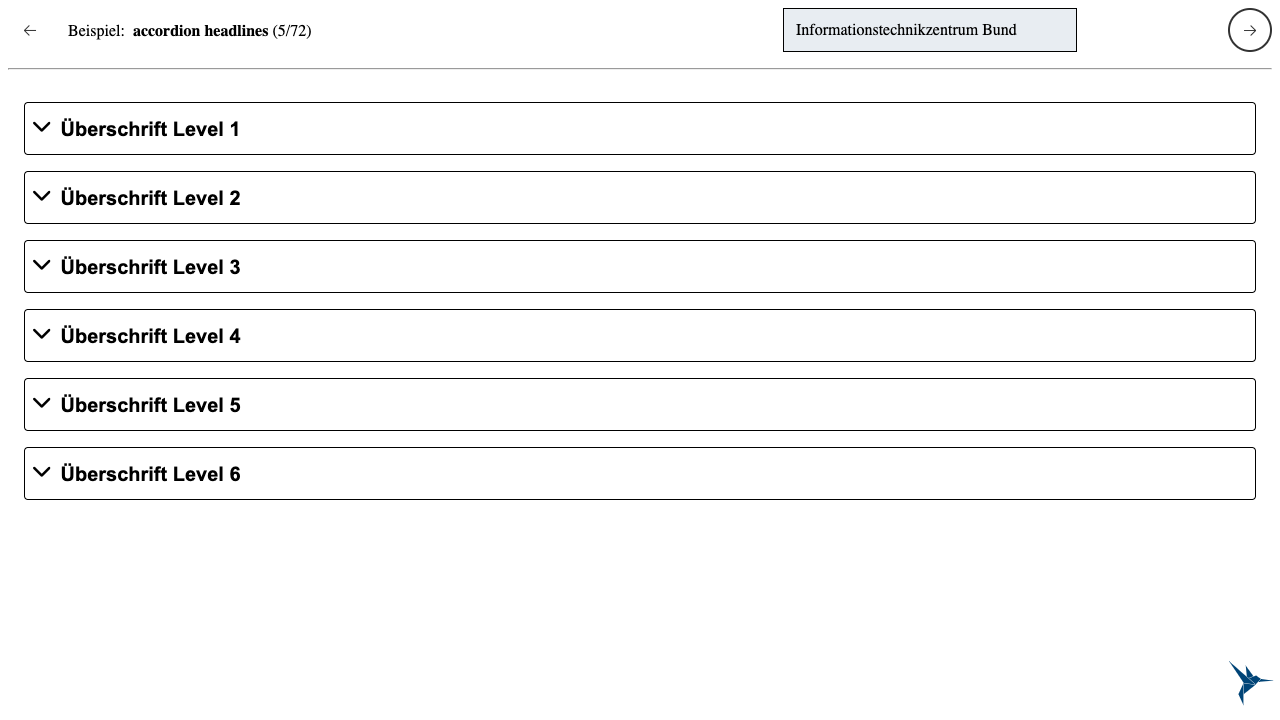 Beispiel: accordion headlines (5/72)
Informationstechnikzentrum Bund
Überschrift Level 1
Überschrift Level 2
Überschrift Level 3
Überschrift Level 4
Überschrift Level 5
Überschrift Level 6